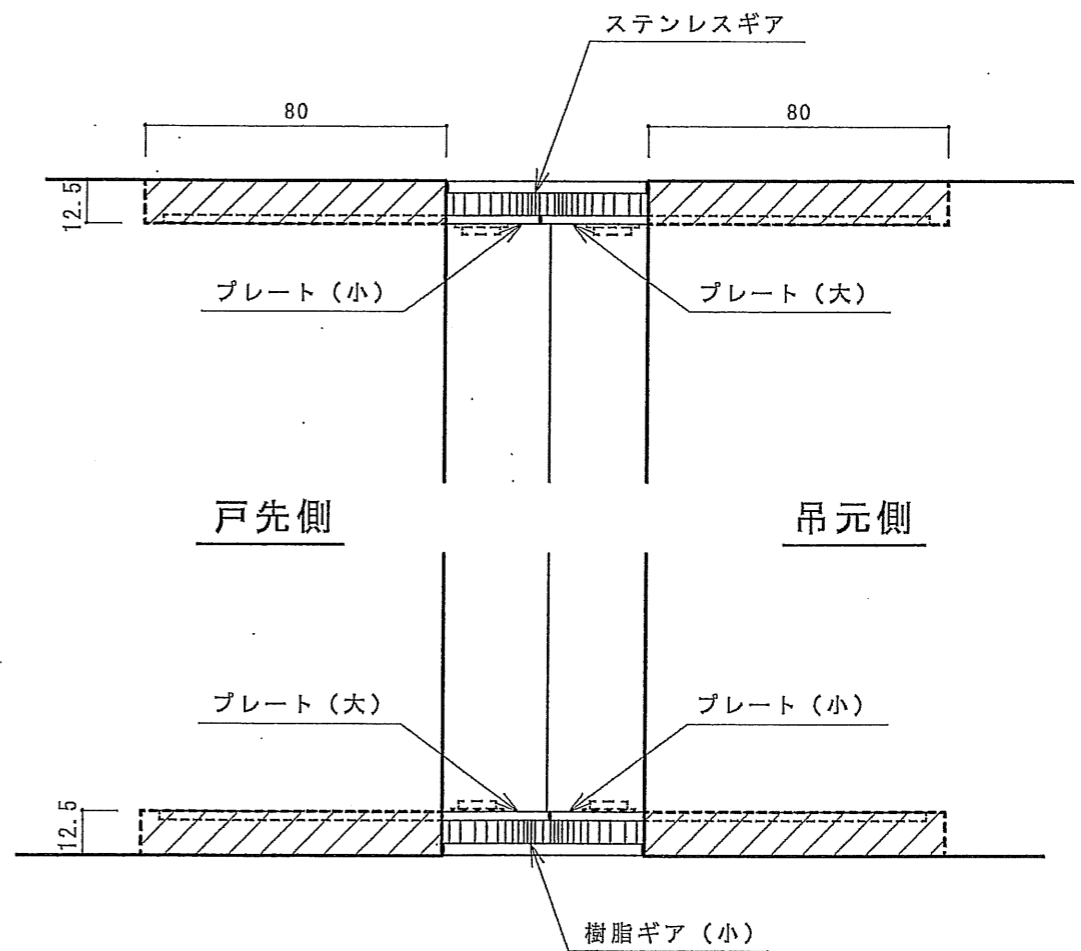 ステンレスギア
80
80
12.5
プレート（小）
プレート（大）
戸先側
吊元側
プレート（大）
プレート（小）
12.5
樹脂ギア（小）